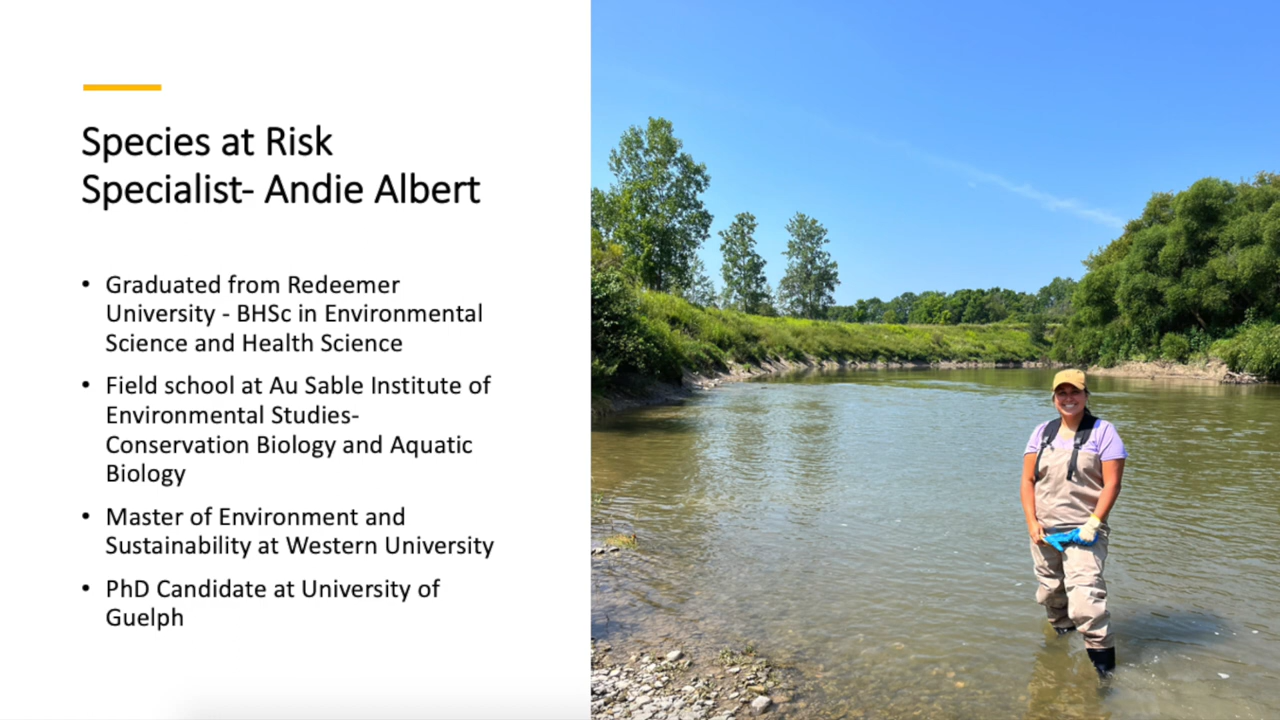 Species at Risk
Specialist- Andie Albert
• Graduated from Redeemer
University - BHSc in Environmental
Science and Health Science
• Field school at Au Sable Institute of
Environmental Studies-
Conservation Biology and Aquatic
Biology
• Master of Environment and
Sustainability at Western University
• PhD Candidate at University of
Guelph